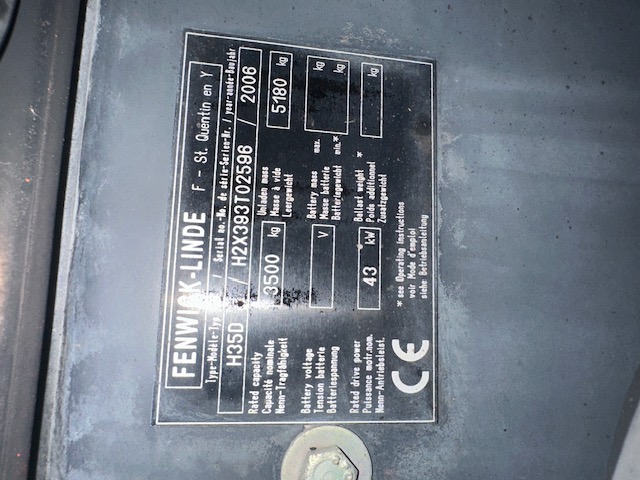 FENWICK-LINDE F - St. Quentin en Y
Type-Modèle-Typ / Serial no.-No. de série-Serien-Nr. / year-année-Baujahr
H35D / H2X393T02596 / 2006
Rated capacity
Capacité nominale
Nenn-Tragfähigkeit
3500 kg
Unladen mass
Masse à vide
Leergewicht
5180 kg
Battery voltage
Tension batterie
Batteriespannung
V
Battery mass max.
Masse batterie
Batteriegewicht min.*
kg
kg
Rated drive power
Puissance motr.nom.
Nenn-Antriebsleist.
43 kW
Ballast weight *
Poids additionnel
Zusatzgewicht
kg
CE
* see Operating instructions
voir Mode d'emploi
siehe Betriebsanleitung